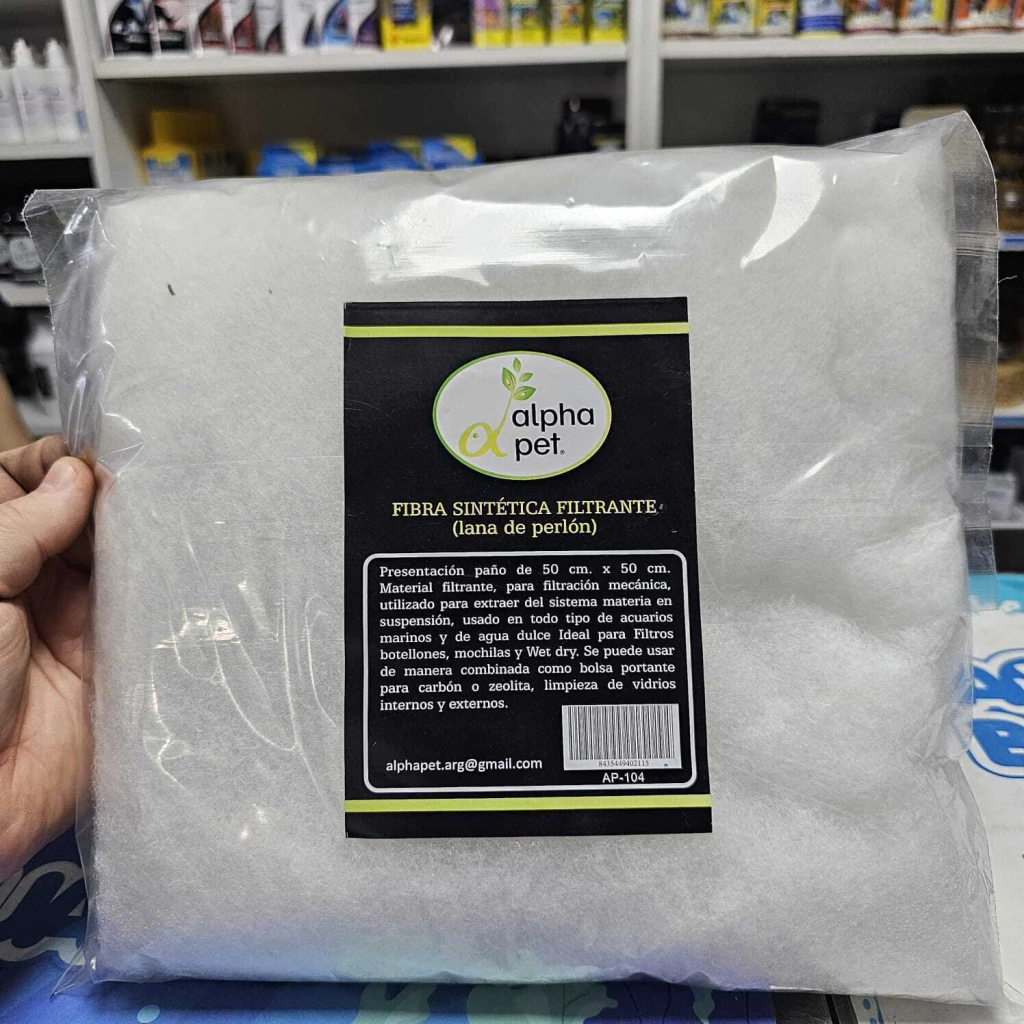 alpha
pet®
FIBRA SINTÉTICA FILTRANTE
(lana de perlón)
Presentación paño de 50 cm. x 50 cm.
Material filtrante, para filtración mecánica,
utilizado para extraer del sistema materia en
suspensión, usado en todo tipo de acuarios
marinos y de agua dulce Ideal para Filtros
botellones, mochilas y Wet dry. Se puede usar
de manera combinada como bolsa portante
para carbón o zeolita, limpieza de vidrios
internos y externos.
8435449402115
alphapet.arg@gmail.com
AP-104